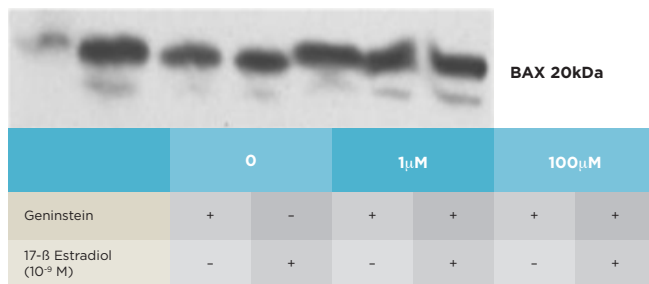 BAX 20kDa
0 1µM 100µM
Geninstein + – + + + +
17-ß Estradiol
(10⁻⁹ M) – + – + – +